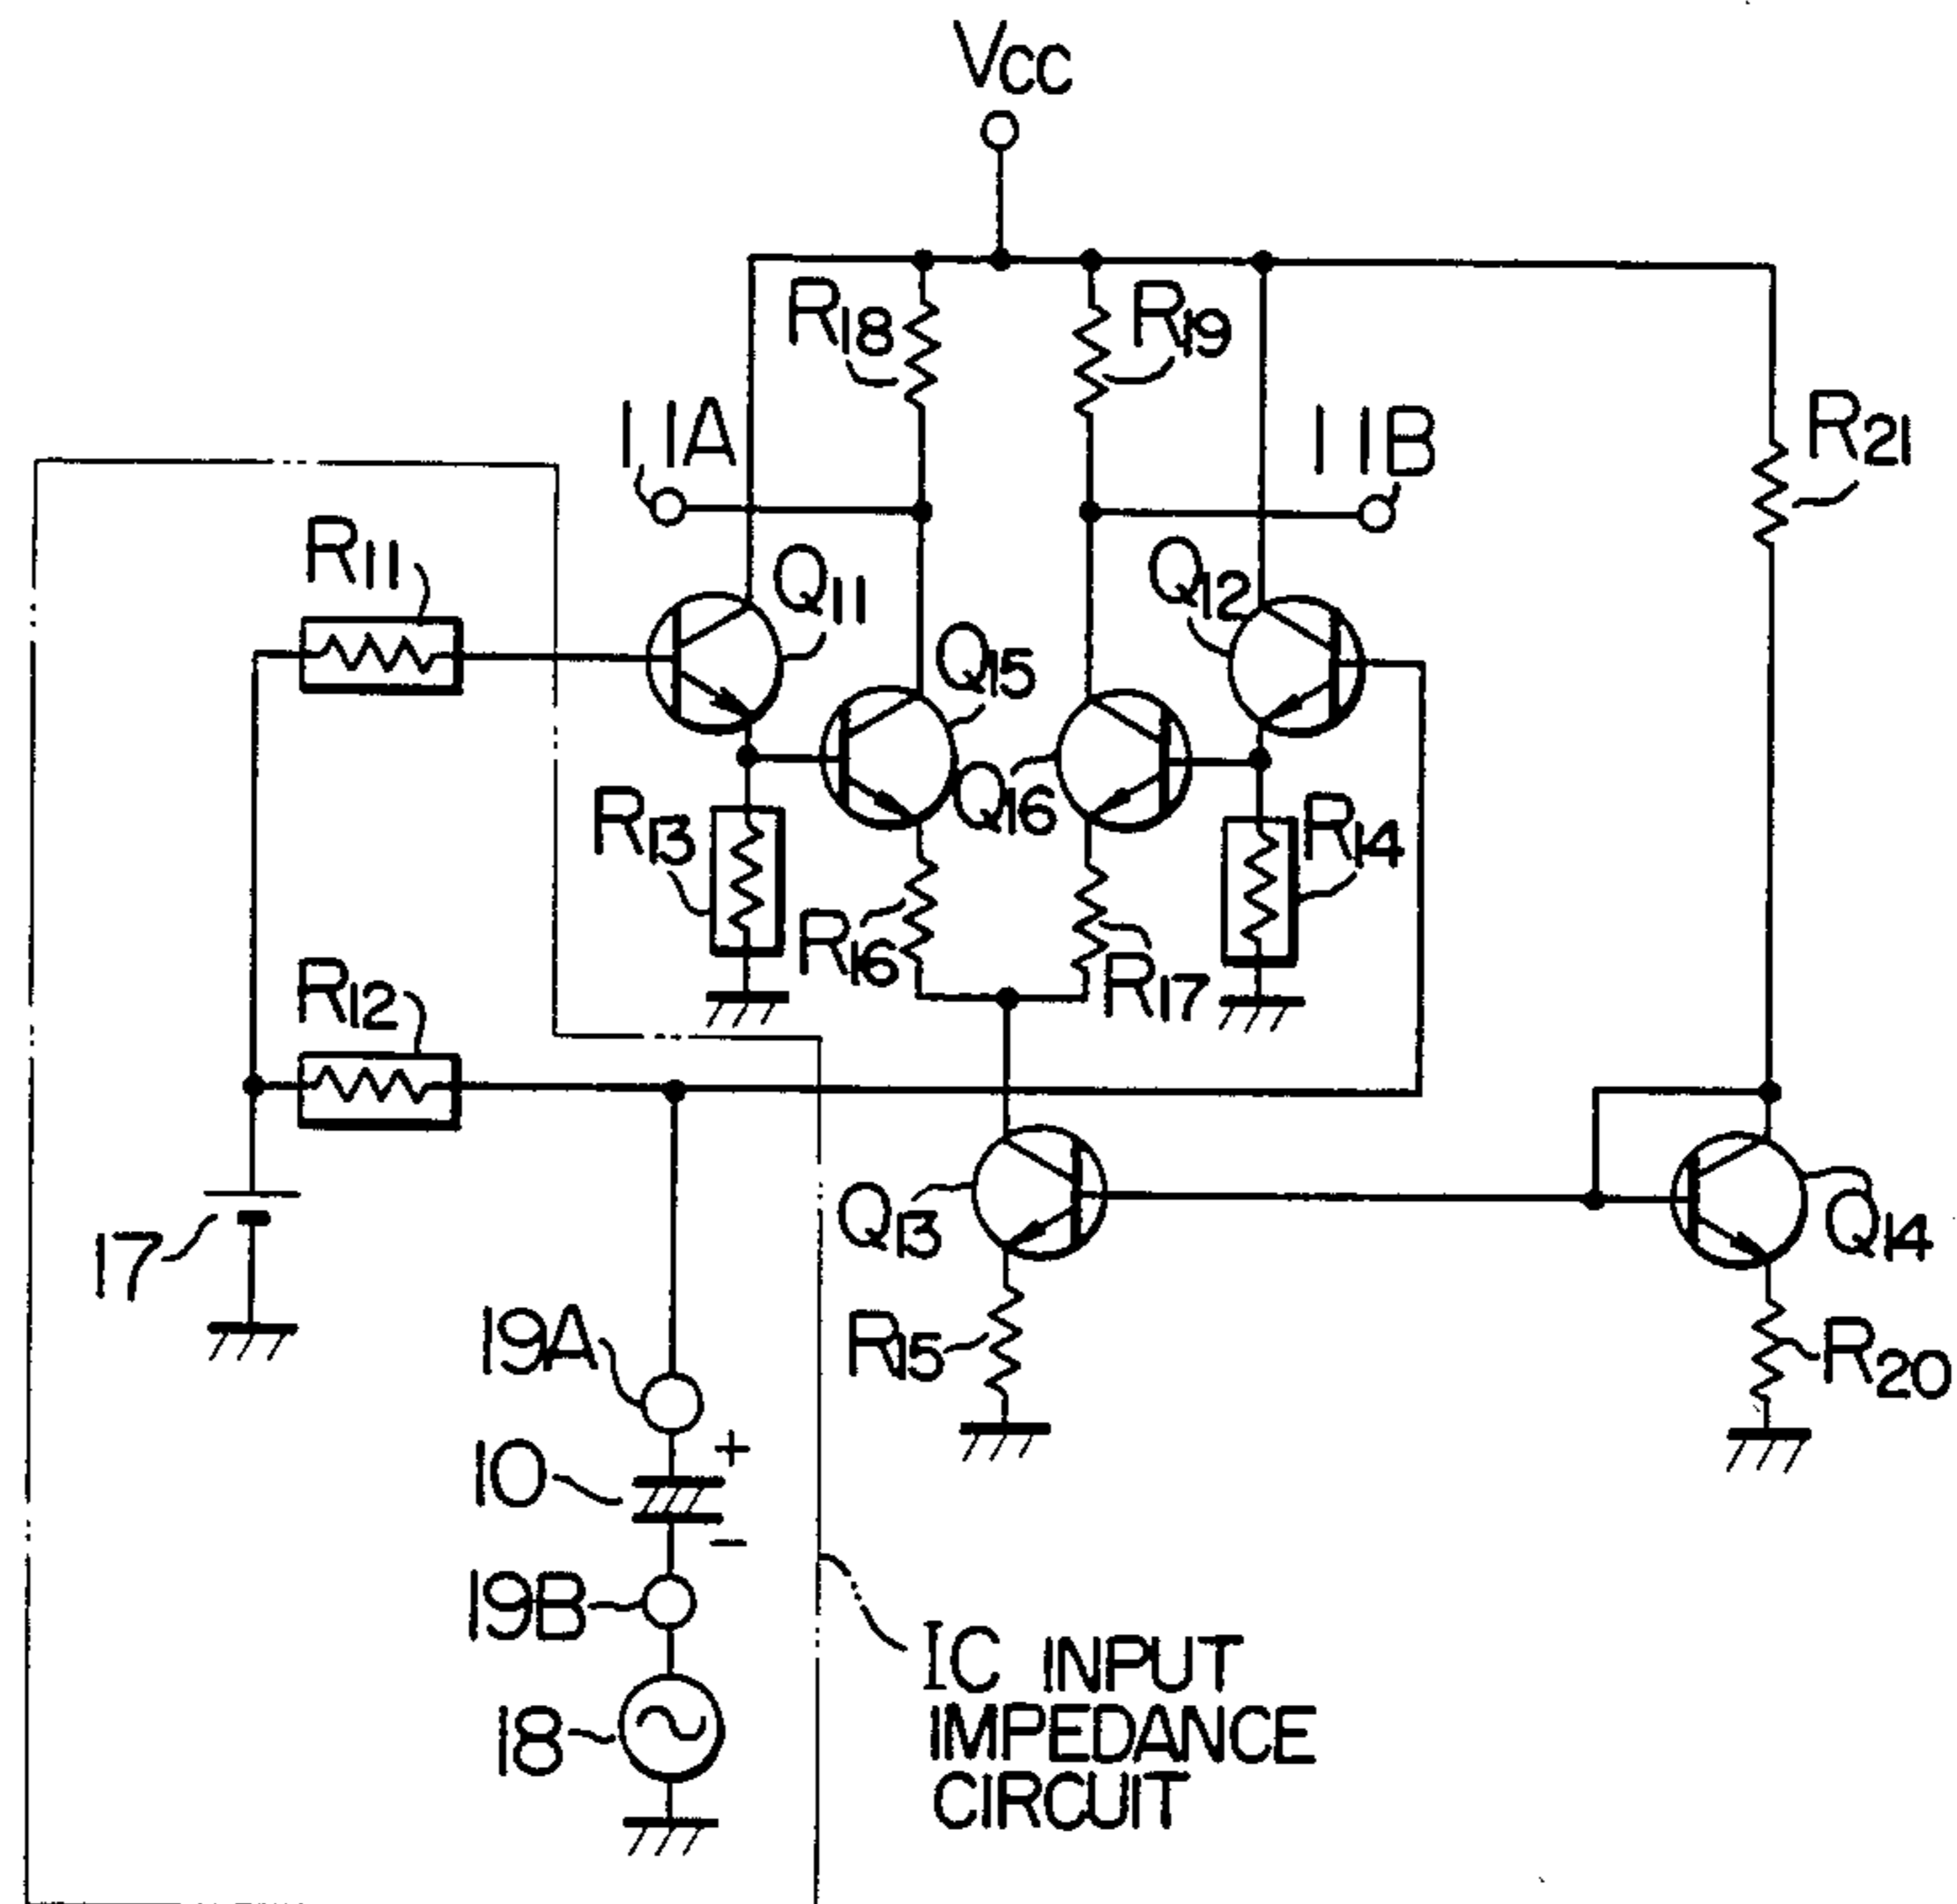 Vcc
R18
R19
11A
11B
R21
R11
Q11
Q12
Q15
Q16
R13
R14
R16
R17
R12
Q13
Q14
17
19A
R15
R20
+
10
-
19B
18
IC INPUT
IMPEDANCE
CIRCUIT